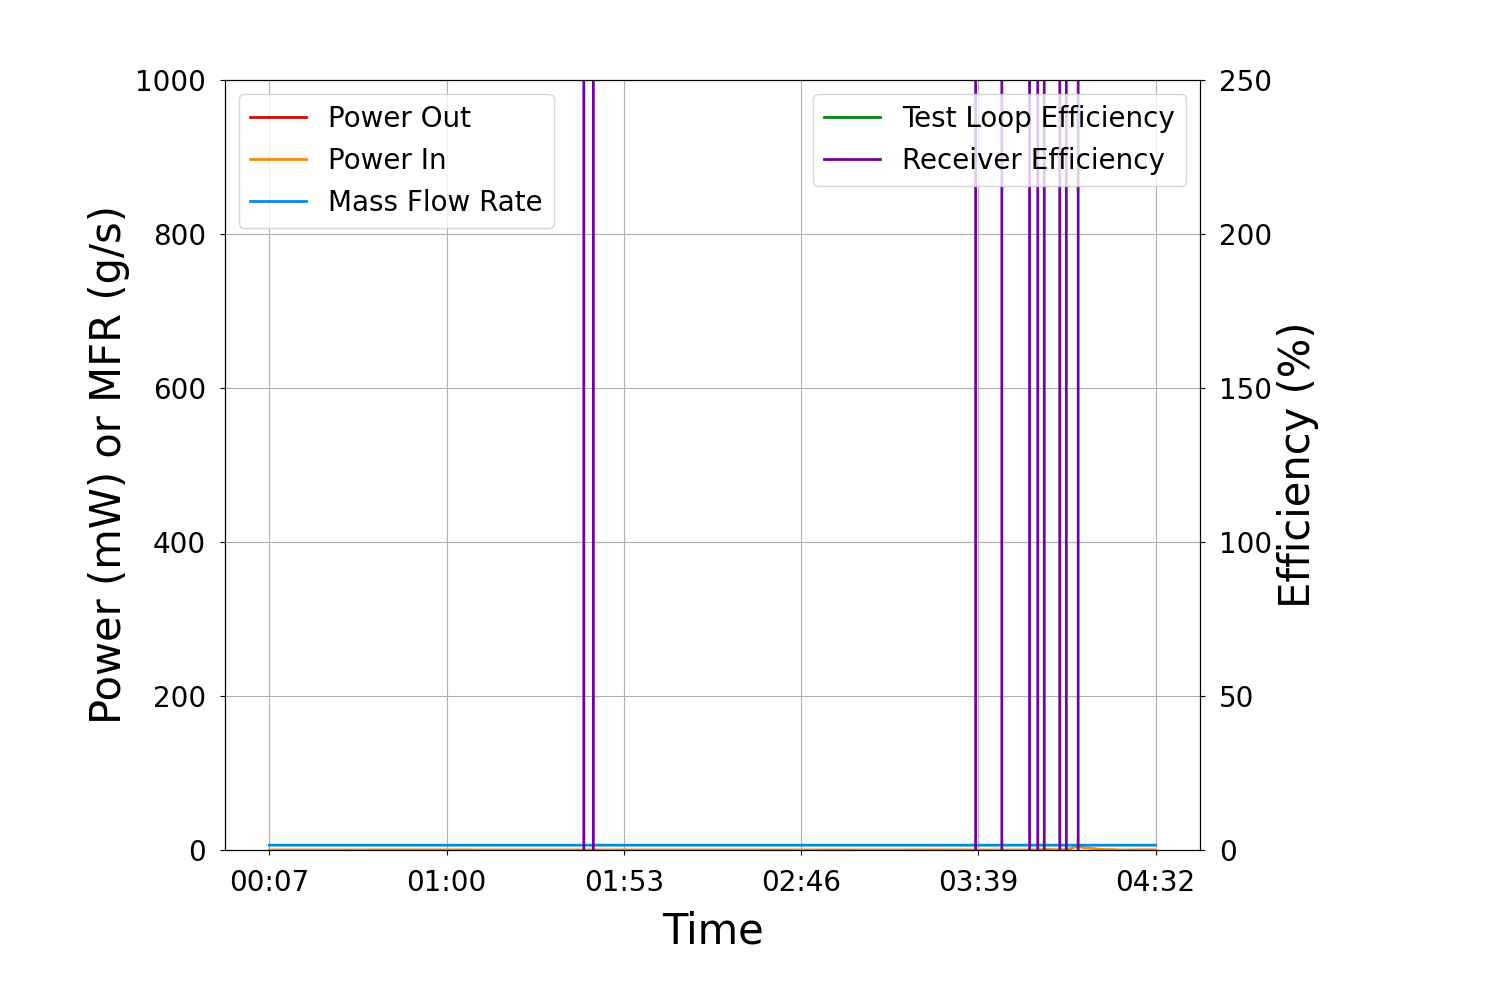 Power Out
Power In
Mass Flow Rate
Test Loop Efficiency
Receiver Efficiency
1000
800
600
400
200
0
Power (mW) or MFR (g/s)
250
200
150
100
50
0
Efficiency (%)
00:07 01:00 01:53 02:46 03:39 04:32
Time